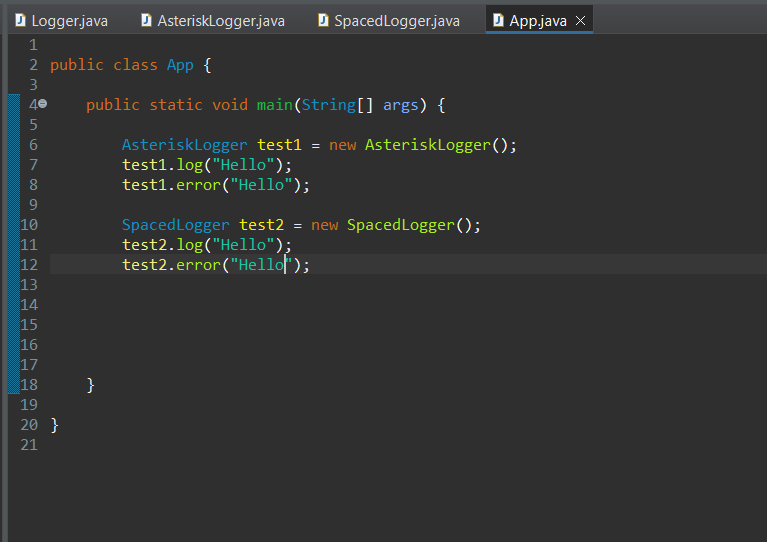 Logger.java AsteriskLogger.java SpacedLogger.java App.java
1
2 public class App {
3
4 public static void main(String[] args) {
5
6 AsteriskLogger test1 = new AsteriskLogger();
7 test1.log("Hello");
8 test1.error("Hello");
9
10 SpacedLogger test2 = new SpacedLogger();
11 test2.log("Hello");
12 test2.error("Hello");
13
14
15
16
17
18 }
19
20 }
21